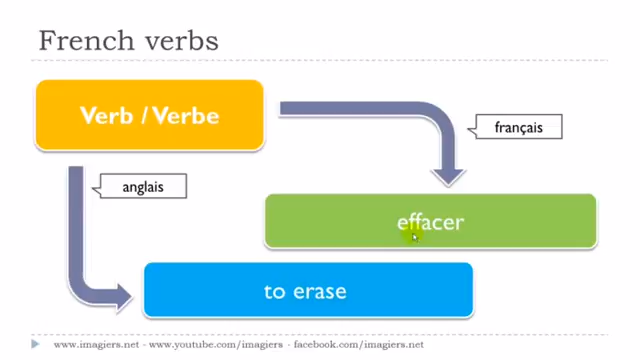 French verbs
Verb / Verbe
français
anglais
effacer
to erase
www.imagiers.net - www.youtube.com/imagiers - facebook.com/imagiers.net